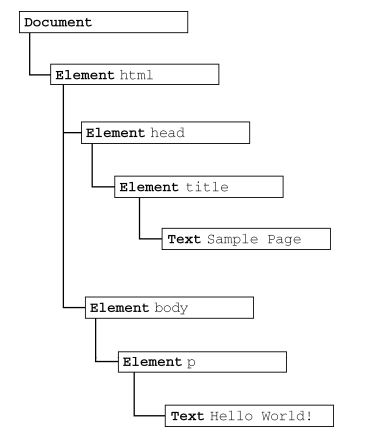 Document
Element html
Element head
Element title
Text Sample Page
Element body
Element p
Text Hello World!